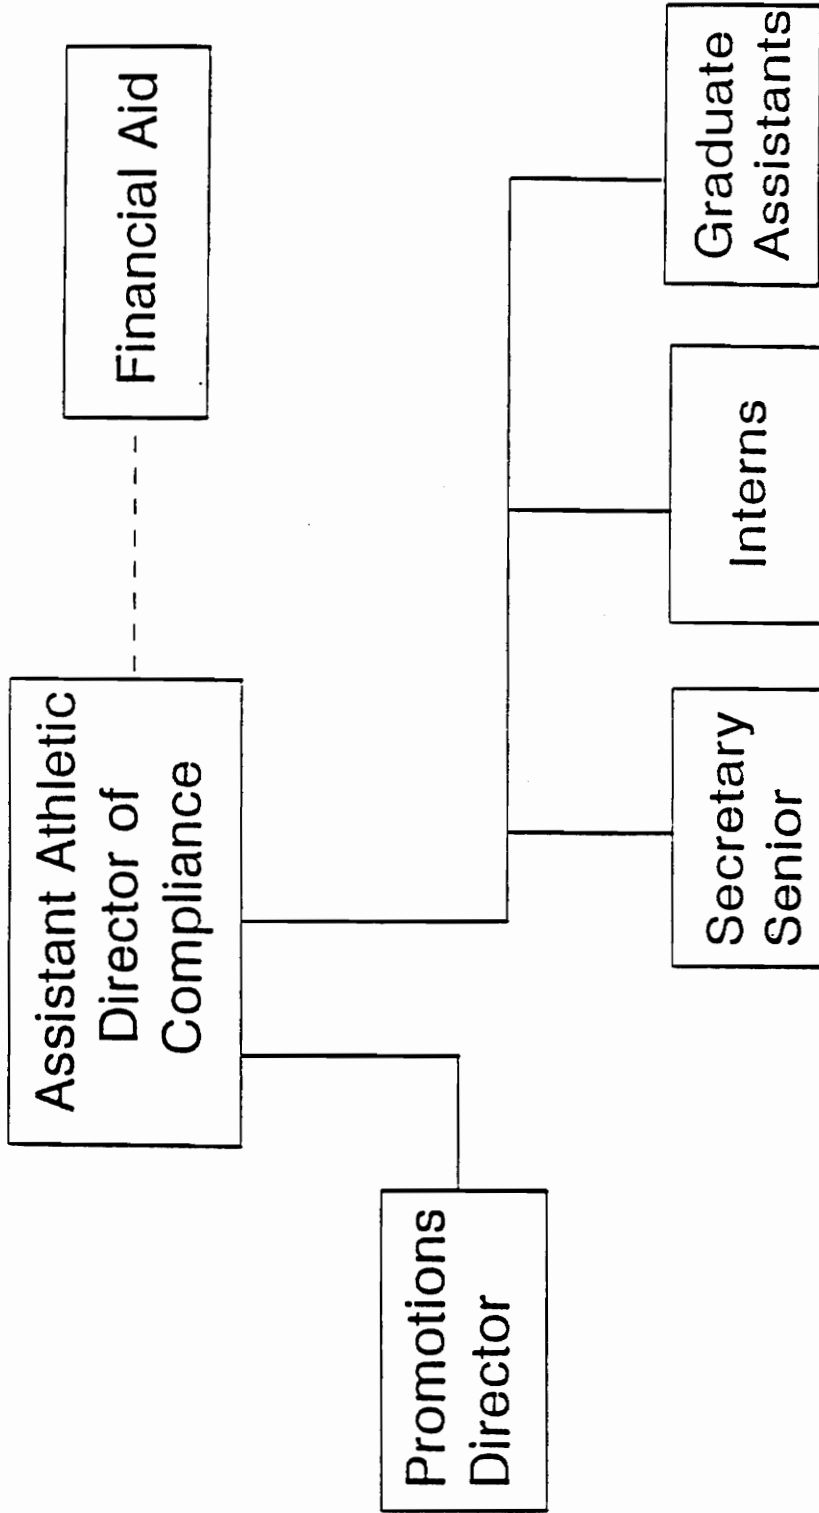 Assistant Athletic
Director of
Compliance
Financial Aid
Promotions
Director
Secretary
Senior
Interns
Graduate
Assistants